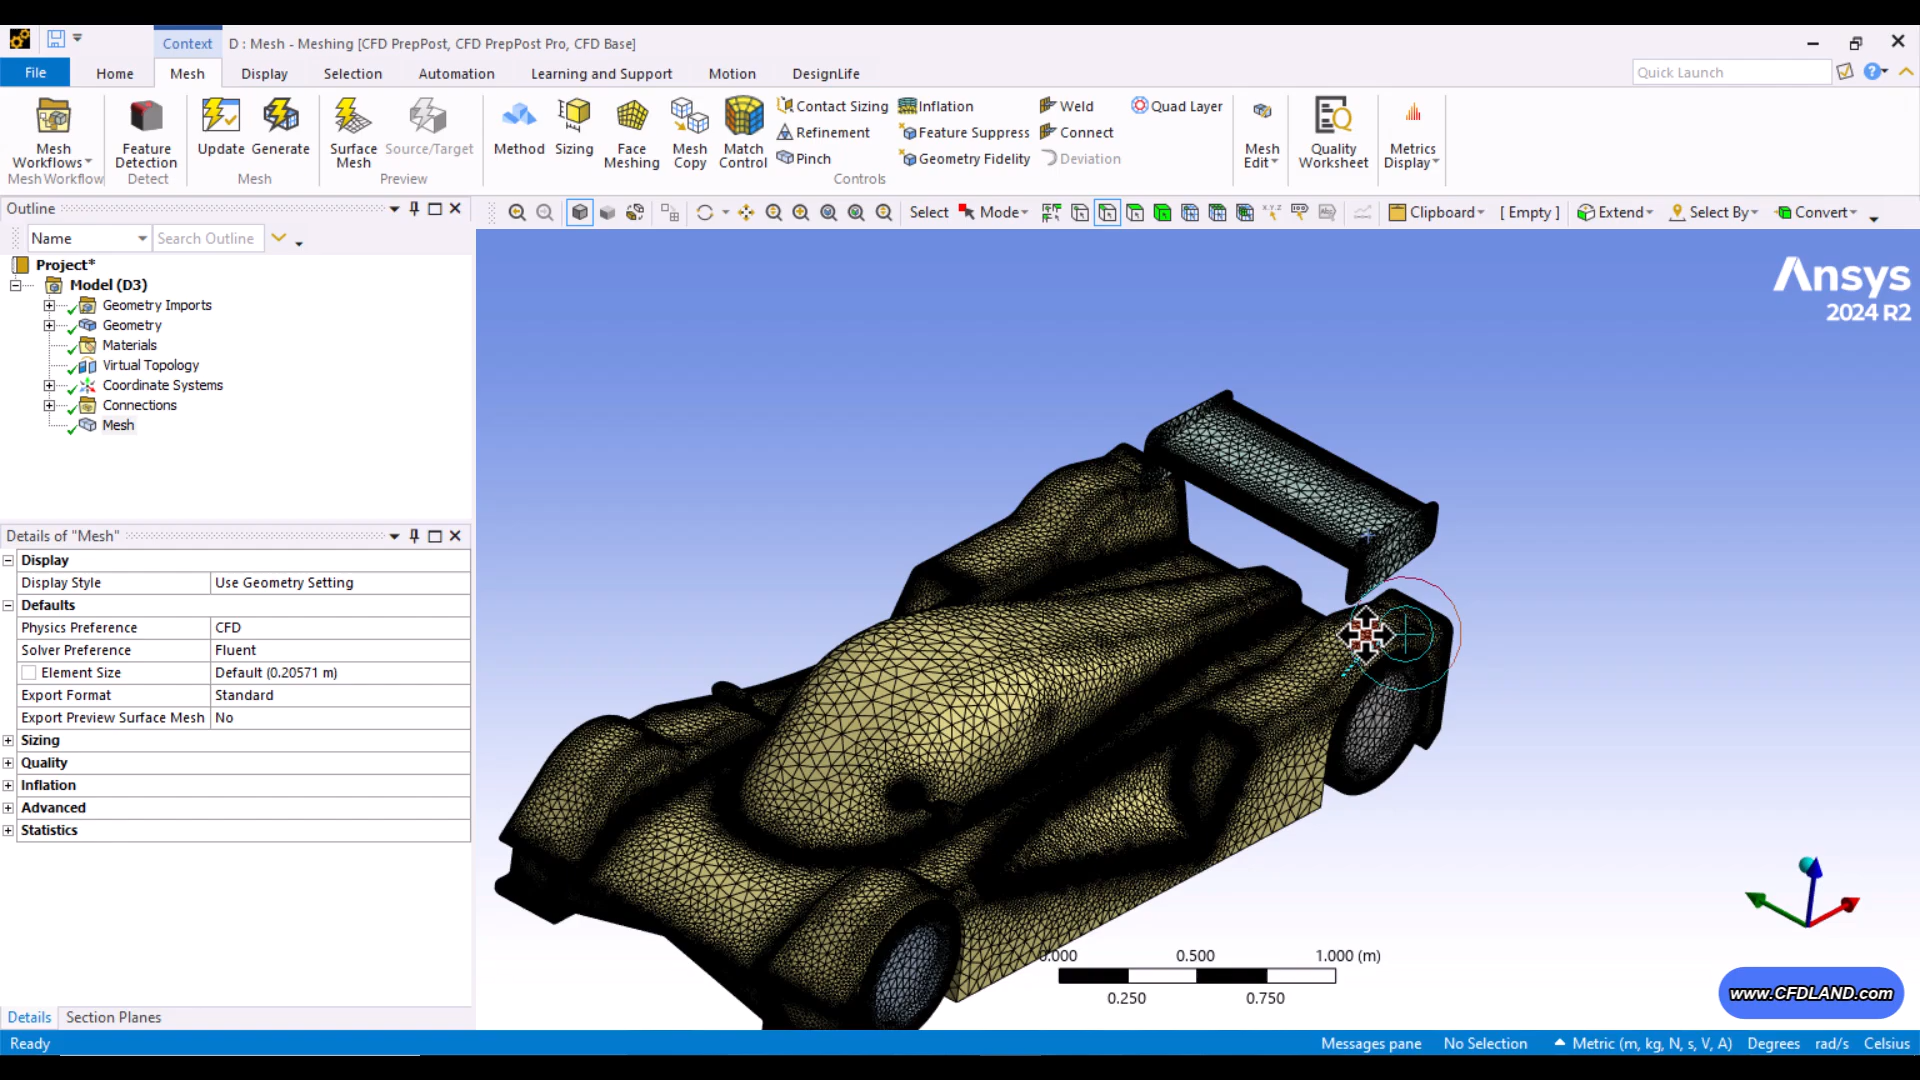 Context D : Mesh - Meshing [CFD PrepPost, CFD PrepPost Pro, CFD Base]
File Home Mesh Display Selection Automation Learning and Support Motion DesignLife Quick Launch
Mesh Workflows Feature Detection Update Generate Surface Mesh Source/Target Method Sizing Face Meshing Mesh Copy Match Control
Contact Sizing Inflation Weld Quad Layer
Refinement Feature Suppress Connect
Pinch Geometry Fidelity Deviation
Mesh Edit Quality Worksheet Metrics Display
MeshWorkflow Detect Mesh Preview Controls
Outline
Select Mode Clipboard [ Empty ] Extend Select By Convert
Name Search Outline
Project*
Model (D3)
Geometry Imports
Geometry
Materials
Virtual Topology
Coordinate Systems
Connections
Mesh
Ansys
2024 R2
Details of "Mesh"
Display
Display Style Use Geometry Setting
Defaults
Physics Preference CFD
Solver Preference Fluent
Element Size Default (0.20571 m)
Export Format Standard
Export Preview Surface Mesh No
Sizing
Quality
Inflation
Advanced
Statistics
0.000 0.500 1.000 (m)
0.250 0.750
www.CFDLAND.com
Details Section Planes
Ready Messages pane No Selection Metric (m, kg, N, s, V, A) Degrees rad/s Celsius